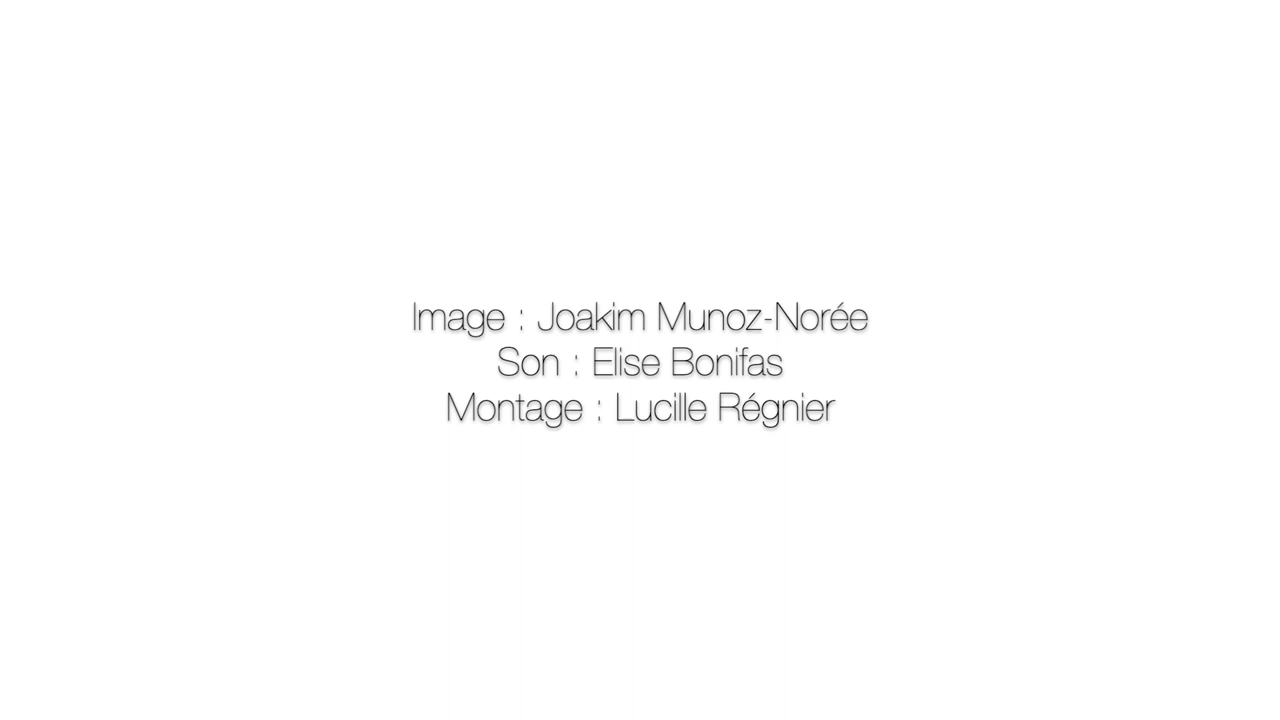 Image : Joakim Munoz-Norée
Son : Elise Bonifas
Montage : Lucille Régnier